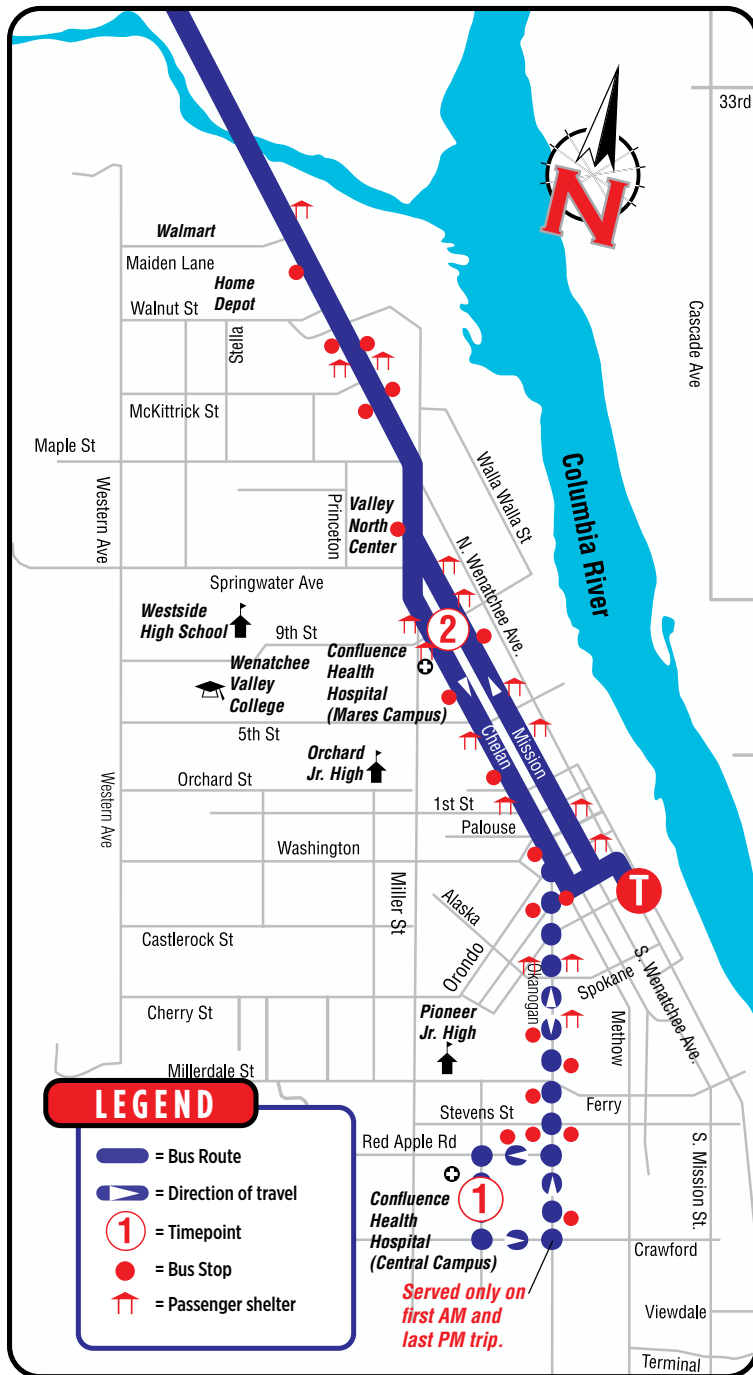 33rd
N
Walmart
Maiden Lane
Home
Depot
Walnut St
Stella
Cascade Ave
McKittrick St
Maple St
Walla Walla St
Western Ave
Princeton
Valley
North
Center
Columbia River
N. Wenatchee Ave.
Springwater Ave
Westside
High School
9th St
2
Confluence
Health
Hospital
(Mares Campus)
Wenatchee
Valley
College
5th St
Chelan
Mission
Orchard
Jr. High
Orchard St
Western Ave
1st St
Palouse
Washington
Miller St
T
Alaska
Orondo
Castlerock St
Okanogan
Spokane
S. Wenatchee Ave.
Cherry St
Methow
Pioneer
Jr. High
Millerdale St
Ferry
Stevens St
Red Apple Rd
S. Mission St.
1
Confluence
Health
Hospital
(Central Campus)
Crawford
Served only on
first AM and
last PM trip.
Viewdale
Terminal
LEGEND
= Bus Route
= Direction of travel
1 = Timepoint
= Bus Stop
= Passenger shelter